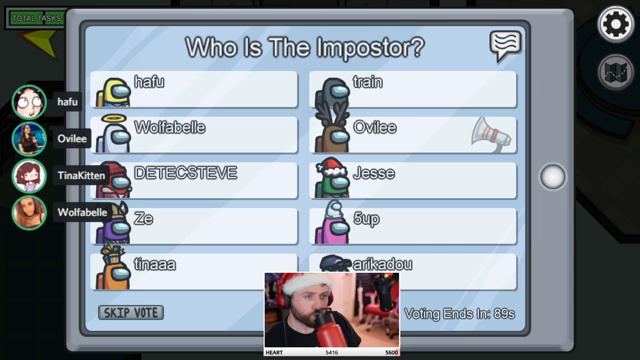 TOTAL TASKS
Who Is The Impostor?
hafu
train
Wolfabelle
Ovilee
DETECSTEVE
Jesse
Ze
5up
tinaaa
arikadou
SKIP VOTE
Voting Ends In: 89s
hafu
Ovilee
TinaKitten
Wolfabelle
HEART 5416 5600